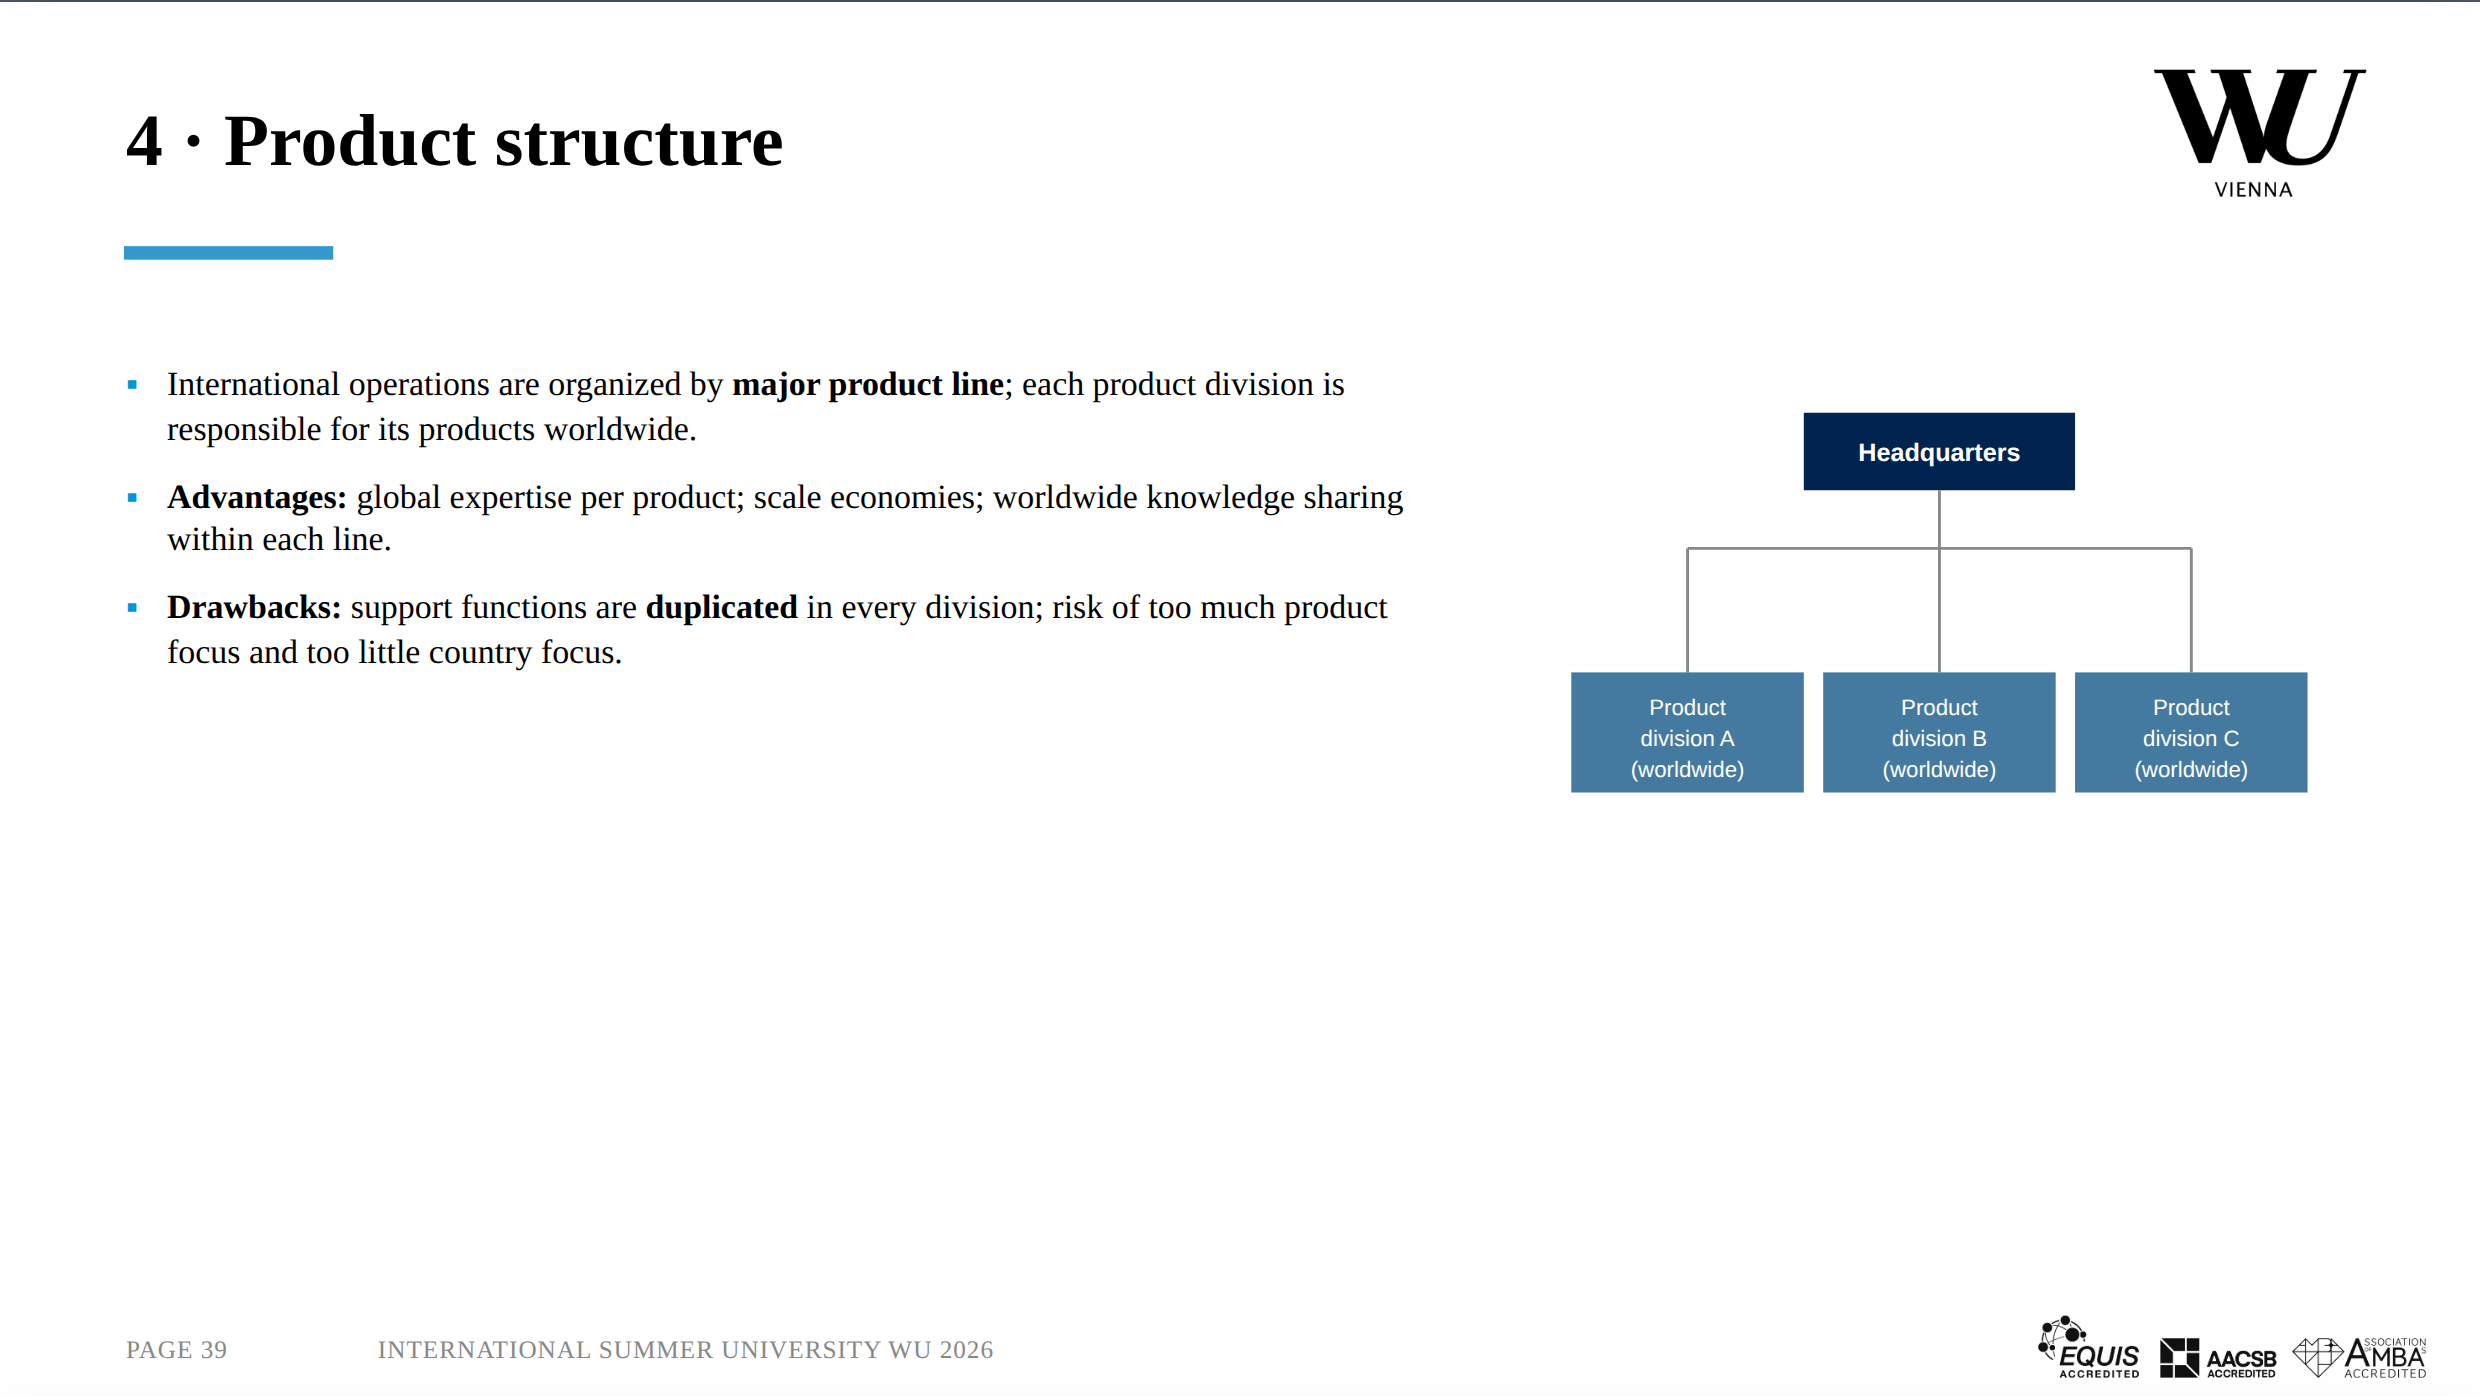 4 · Product structure
WU
VIENNA
▪ International operations are organized by major product line; each product division is
responsible for its products worldwide.
▪ Advantages: global expertise per product; scale economies; worldwide knowledge sharing
within each line.
▪ Drawbacks: support functions are duplicated in every division; risk of too much product
focus and too little country focus.
Headquarters
Product
division A
(worldwide)
Product
division B
(worldwide)
Product
division C
(worldwide)
PAGE 39
INTERNATIONAL SUMMER UNIVERSITY WU 2026
EQUIS
ACCREDITED
AACSB
ACCREDITED
ASSOCIATION
OF MBAS
ACCREDITED